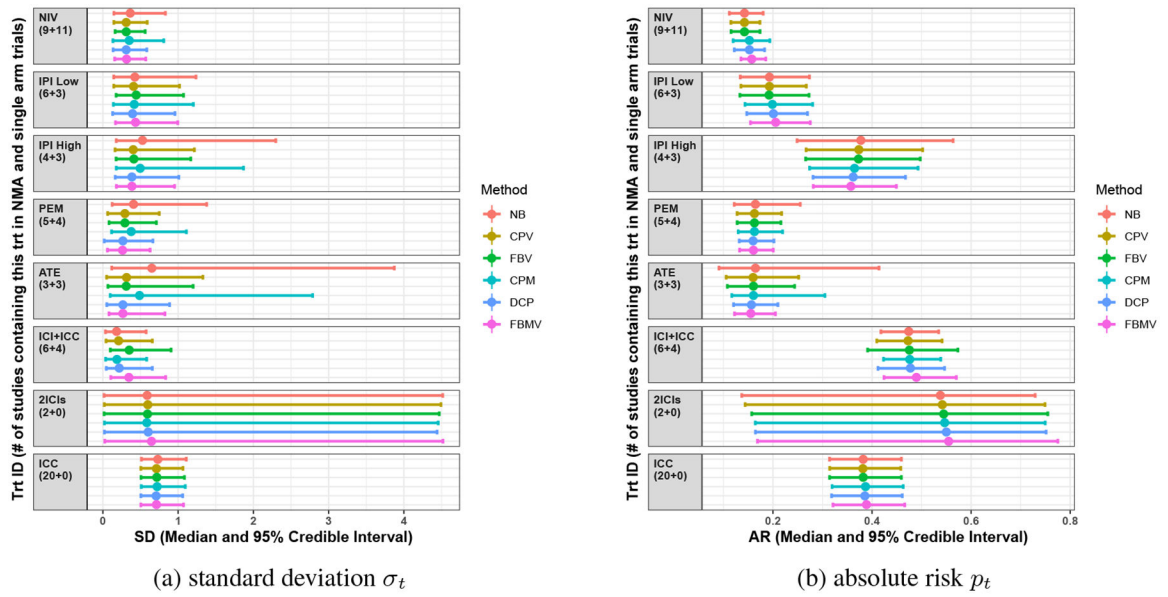 Trt ID (# of studies containing this trt in NMA and single arm trials)
NIV
(9+11)
IPI Low
(6+3)
IPI High
(4+3)
PEM
(5+4)
ATE
(3+3)
ICI+ICC
(6+4)
2ICIs
(2+0)
ICC
(20+0)
0 1 2 3 4
SD (Median and 95% Credible Interval)
Method
NB
CPV
FBV
CPM
DCP
FBMV
(a) standard deviation σt
Trt ID (# of studies containing this trt in NMA and single arm trials)
NIV
(9+11)
IPI Low
(6+3)
IPI High
(4+3)
PEM
(5+4)
ATE
(3+3)
ICI+ICC
(6+4)
2ICIs
(2+0)
ICC
(20+0)
0.2 0.4 0.6 0.8
AR (Median and 95% Credible Interval)
Method
NB
CPV
FBV
CPM
DCP
FBMV
(b) absolute risk pt